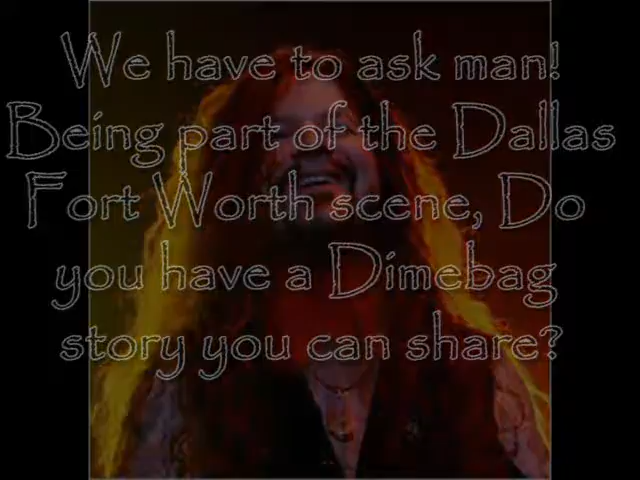 We have to ask man!
Being part of the Dallas
Fort Worth scene, Do
you have a Dimebag
story you can share?